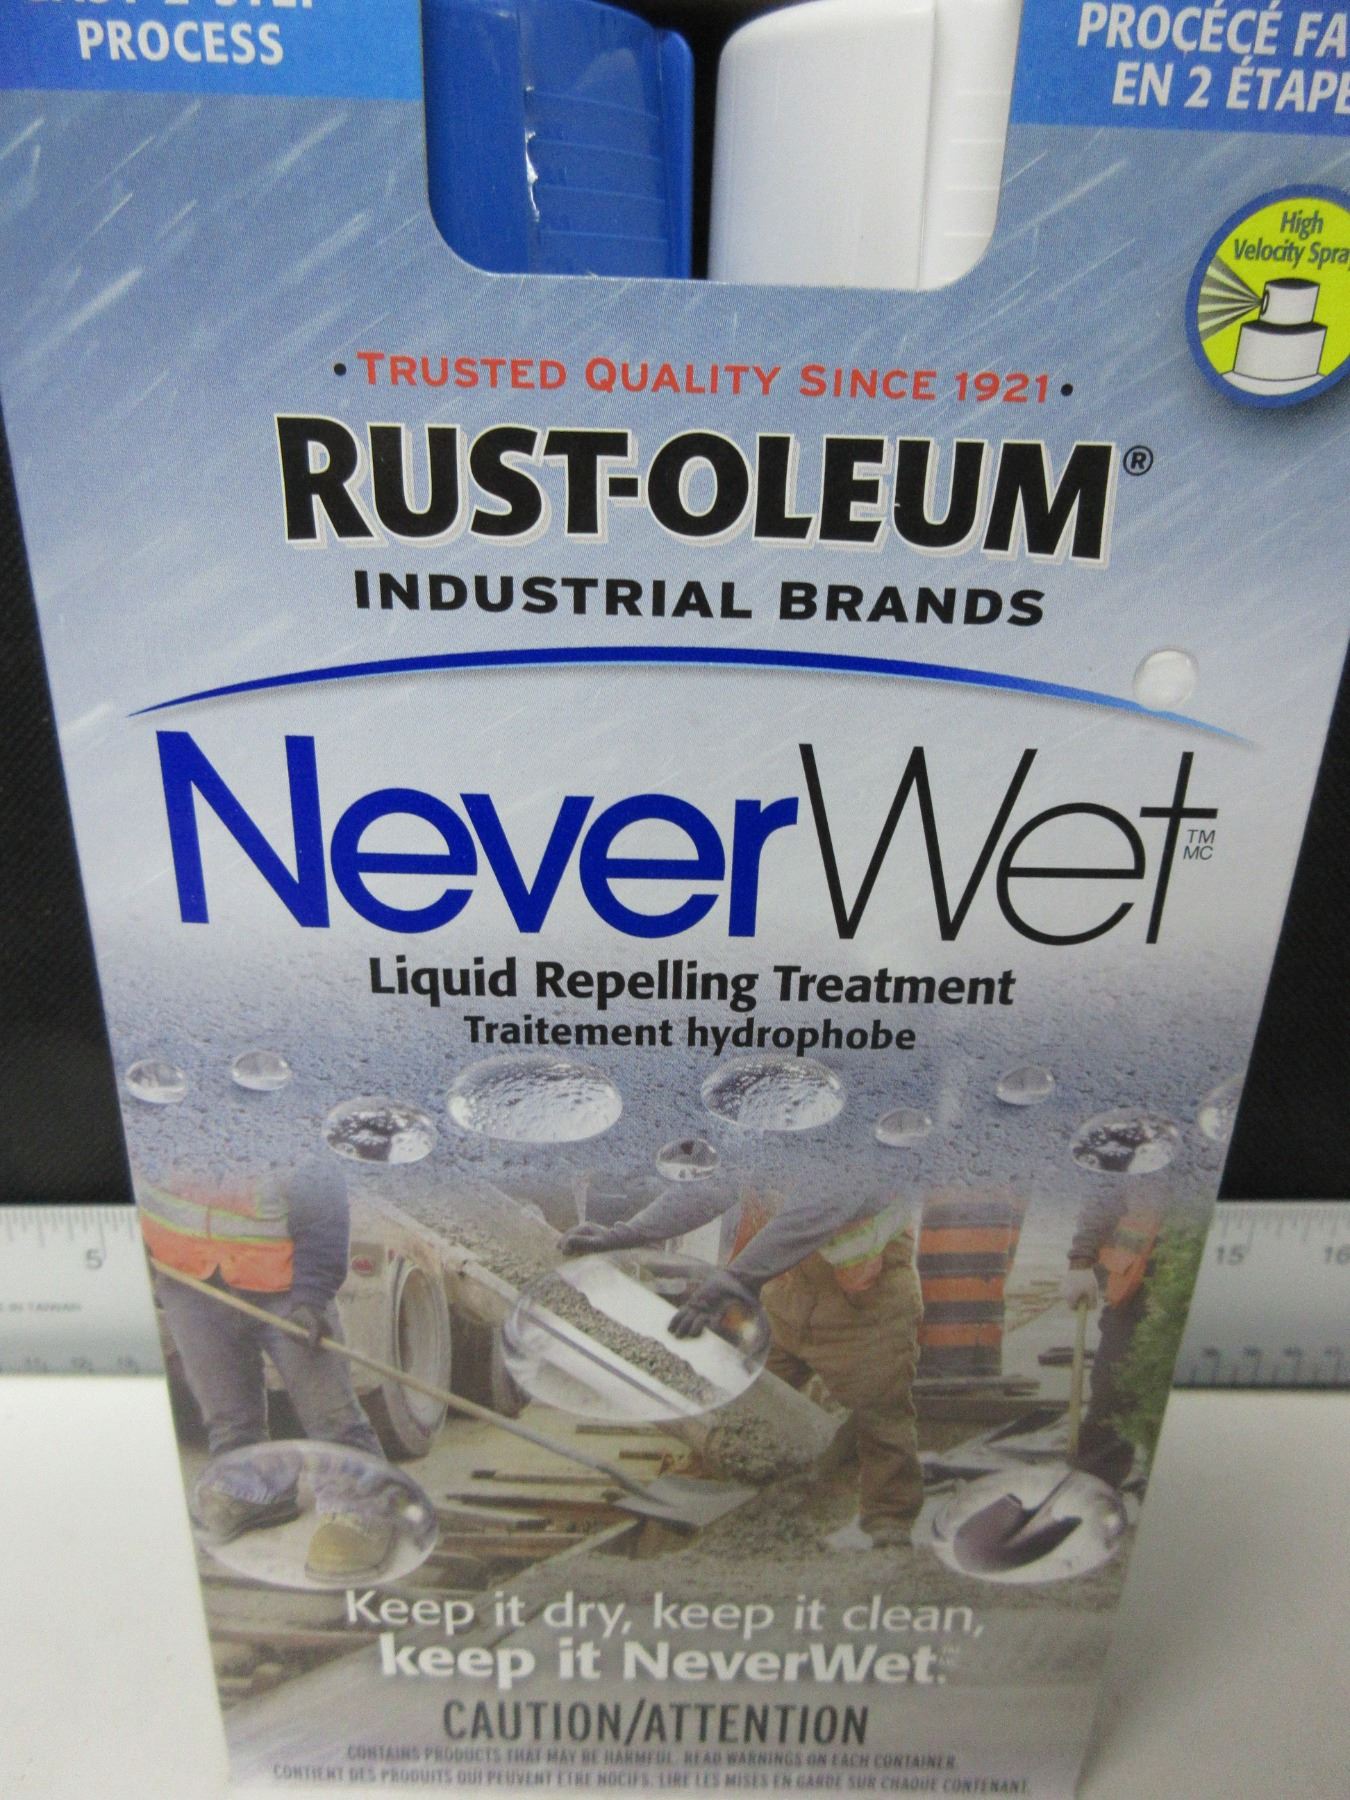 PROCESS
PROCÉCÉ FA
EN 2 ÉTAPE
High
Velocity Spray
• TRUSTED QUALITY SINCE 1921 •
RUST-OLEUM®
INDUSTRIAL BRANDS
NeverWet
TM
MC
Liquid Repelling Treatment
Traitement hydrophobe
5
15
16
Keep it dry, keep it clean,
keep it NeverWet.
CAUTION/ATTENTION
CONTAINS PRODUCTS THAT MAY BE HARMFUL. READ WARNINGS ON EACH CONTAINER.
CONTIENT DES PRODUITS QUI PEUVENT ETRE NOCIFS. LIRE LES MISES EN GARDE SUR CHAQUE CONTENANT.